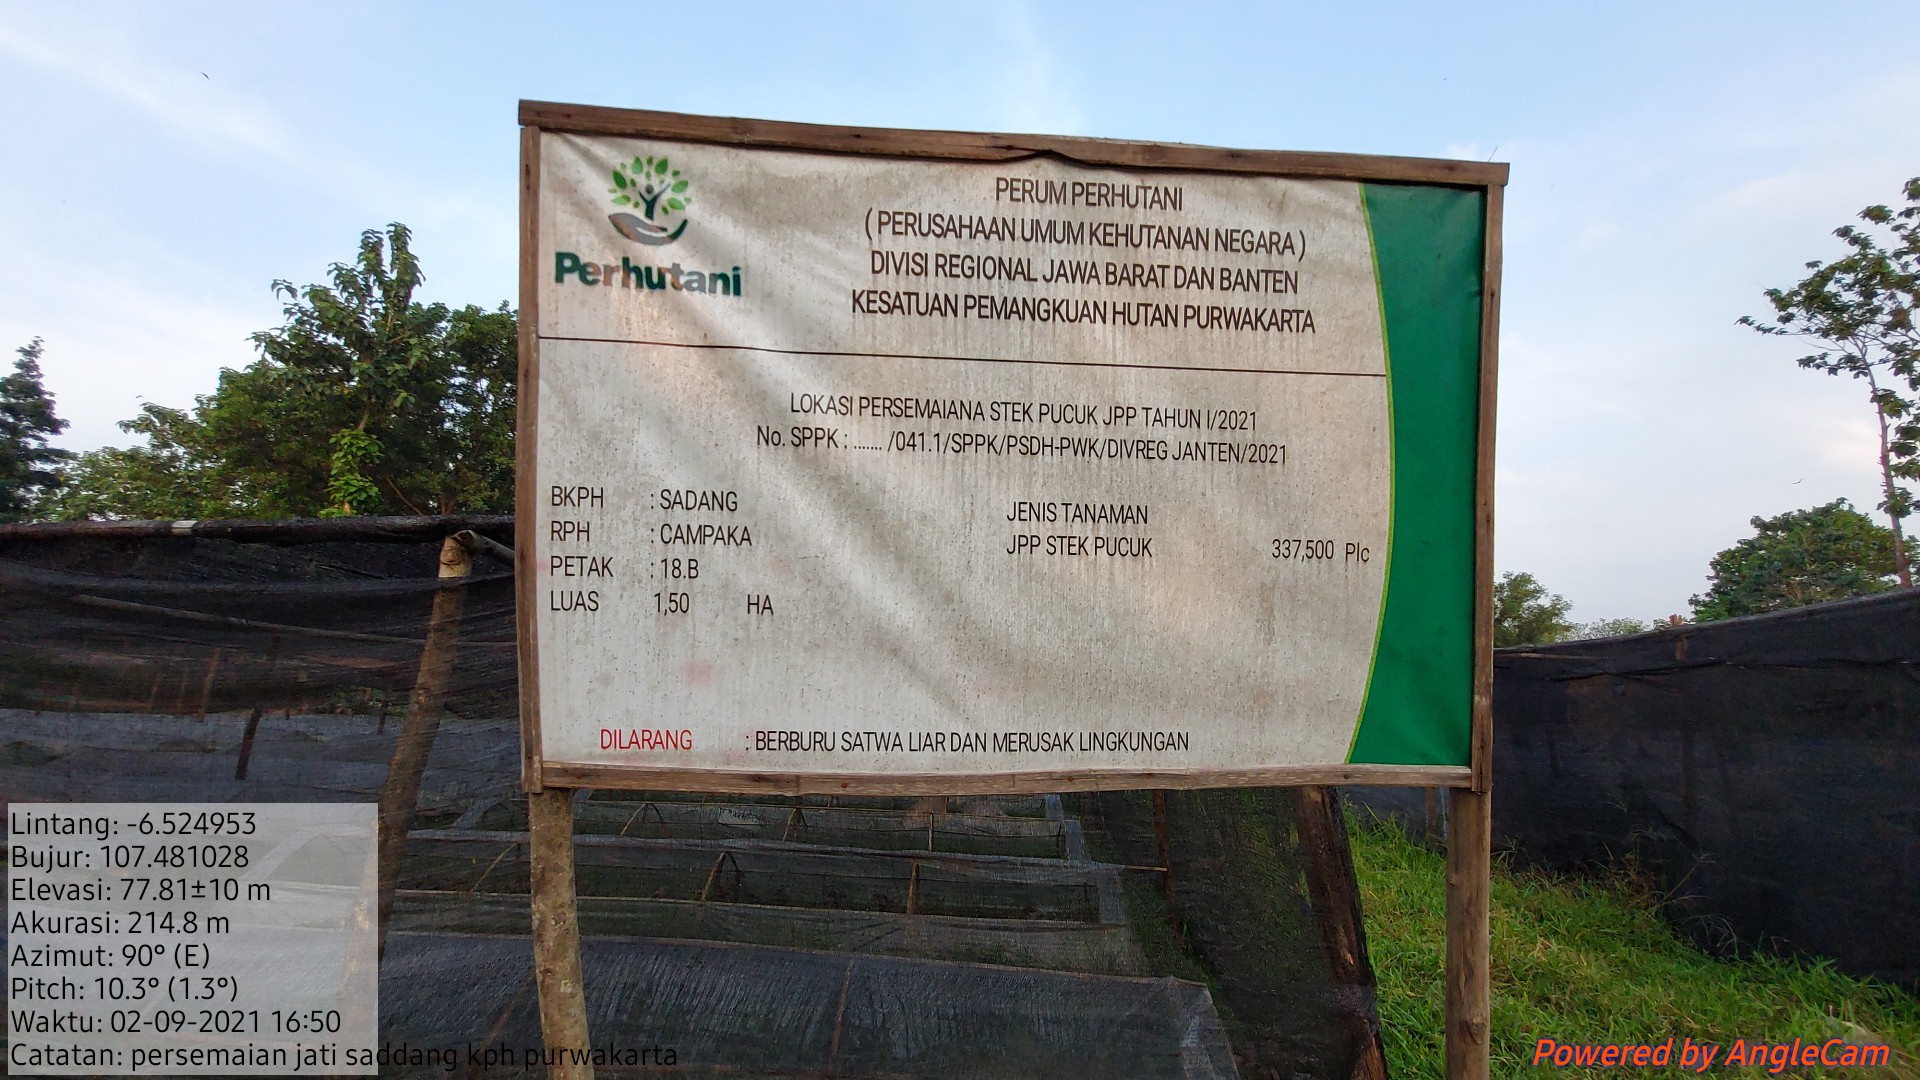 Perhutani
PERUM PERHUTANI
( PERUSAHAAN UMUM KEHUTANAN NEGARA )
DIVISI REGIONAL JAWA BARAT DAN BANTEN
KESATUAN PEMANGKUAN HUTAN PURWAKARTA
LOKASI PERSEMAIANA STEK PUCUK JPP TAHUN I/2021
No. SPPK : ....... /041.1/SPPK/PSDH-PWK/DIVREG JANTEN/2021
BKPH : SADANG
RPH : CAMPAKA
PETAK : 18.B
LUAS 1,50 HA
JENIS TANAMAN
JPP STEK PUCUK 337,500 Plc
DILARANG : BERBURU SATWA LIAR DAN MERUSAK LINGKUNGAN
Lintang: -6.524953
Bujur: 107.481028
Elevasi: 77.81±10 m
Akurasi: 214.8 m
Azimut: 90° (E)
Pitch: 10.3° (1.3°)
Waktu: 02-09-2021 16:50
Catatan: persemaian jati saddang kph purwakarta
Powered by AngleCam